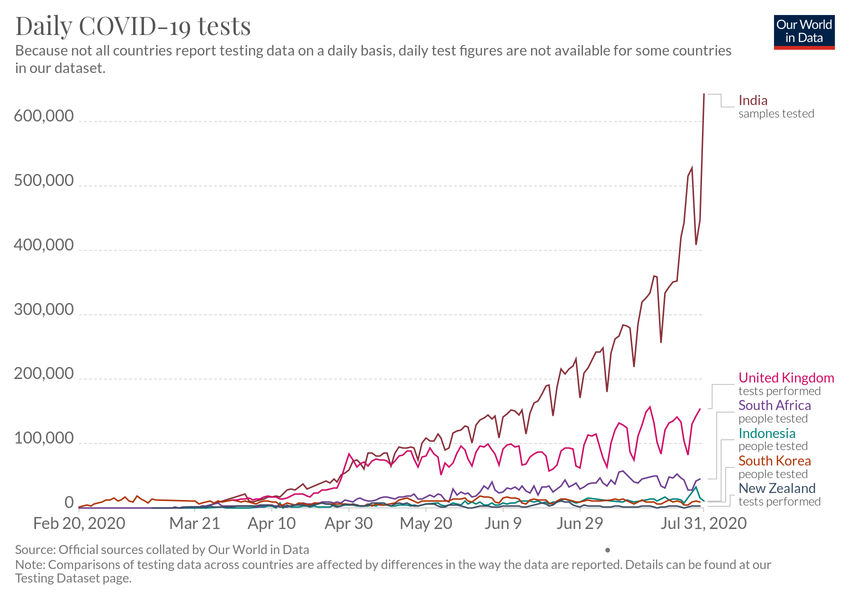 Daily COVID-19 tests
Our World
in Data
Because not all countries report testing data on a daily basis, daily test figures are not available for some countries
in our dataset.
600,000
500,000
400,000
300,000
200,000
100,000
0
India
samples tested
United Kingdom
tests performed
South Africa
people tested
Indonesia
people tested
South Korea
people tested
New Zealand
tests performed
Feb 20, 2020
Mar 21
Apr 10
Apr 30
May 20
Jun 9
Jun 29
Jul 31, 2020
Source: Official sources collated by Our World in Data
Note: Comparisons of testing data across countries are affected by differences in the way the data are reported. Details can be found at our
Testing Dataset page.